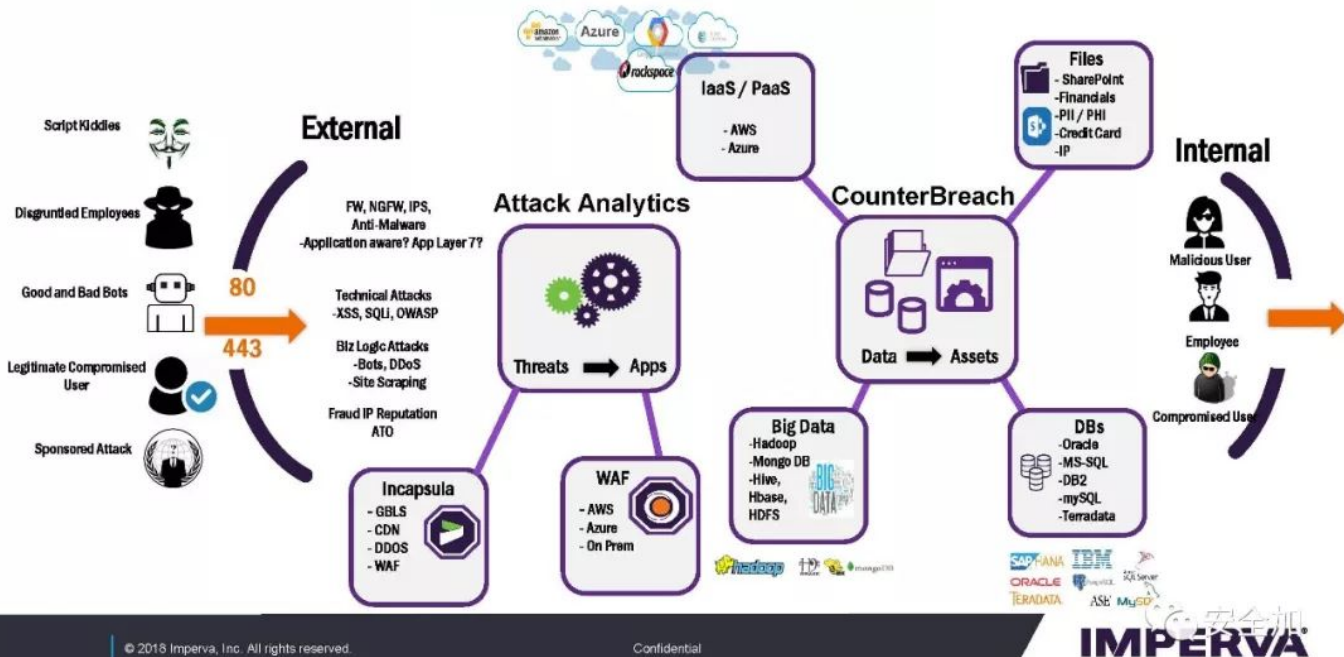 amazon
Azure
rackspace
IaaS / PaaS
- AWS
- Azure
Files
- SharePoint
-Financials
-PII / PHI
-Credit Card
-IP
Script Kiddies
Disgruntled Employees
Good and Bad Bots
Legitimate Compromised
User
Sponsored Attack
External
80
443
FW, NGFW, IPS,
Anti-Malware
-Application aware? App Layer 7?
Technical Attacks
-XSS, SQLi, OWASP
Biz Logic Attacks
-Bots, DDoS
-Site Scraping
Fraud IP Reputation
ATO
Attack Analytics
Threats
Apps
Incapsula
- GBLS
- CDN
- DDOS
- WAF
WAF
- AWS
- Azure
- On Prem
CounterBreach
Data
Assets
Big Data
-Hadoop
-Mongo DB
-Hive,
Hbase,
HDFS
BIG
DATA
hadoop
mongoDB
DBs
-Oracle
-MS-SQL
-DB2
-mySQL
-Terradata
SAP HANA
IBM
SQL Server
ORACLE
PostgreSQL
TERADATA
ASE
MySQL
Internal
Malicious User
Employee
Compromised User
© 2018 Imperva, Inc. All rights reserved.
Confidential
IMPERVA
安全加